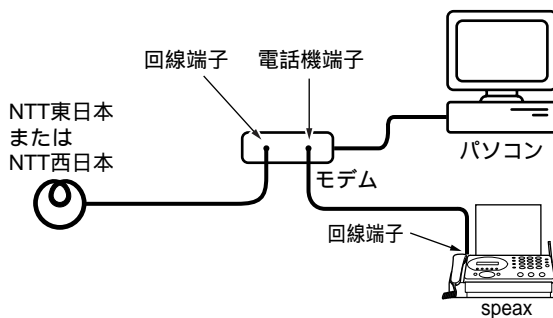 回線端子
電話機端子
NTT東日本
または
NTT西日本
パソコン
モデム
回線端子
speax